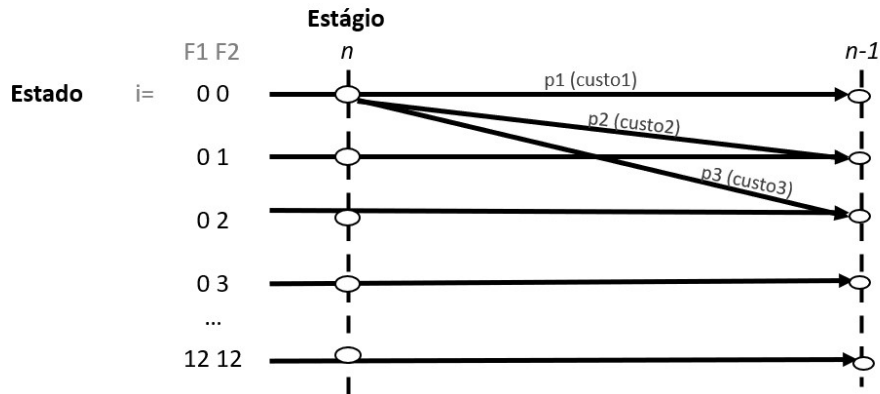 Estágio
F1 F2 n n-1
Estado i= 0 0 p1 (custo1)
p2 (custo2)
0 1
p3 (custo3)
0 2
0 3
...
12 12